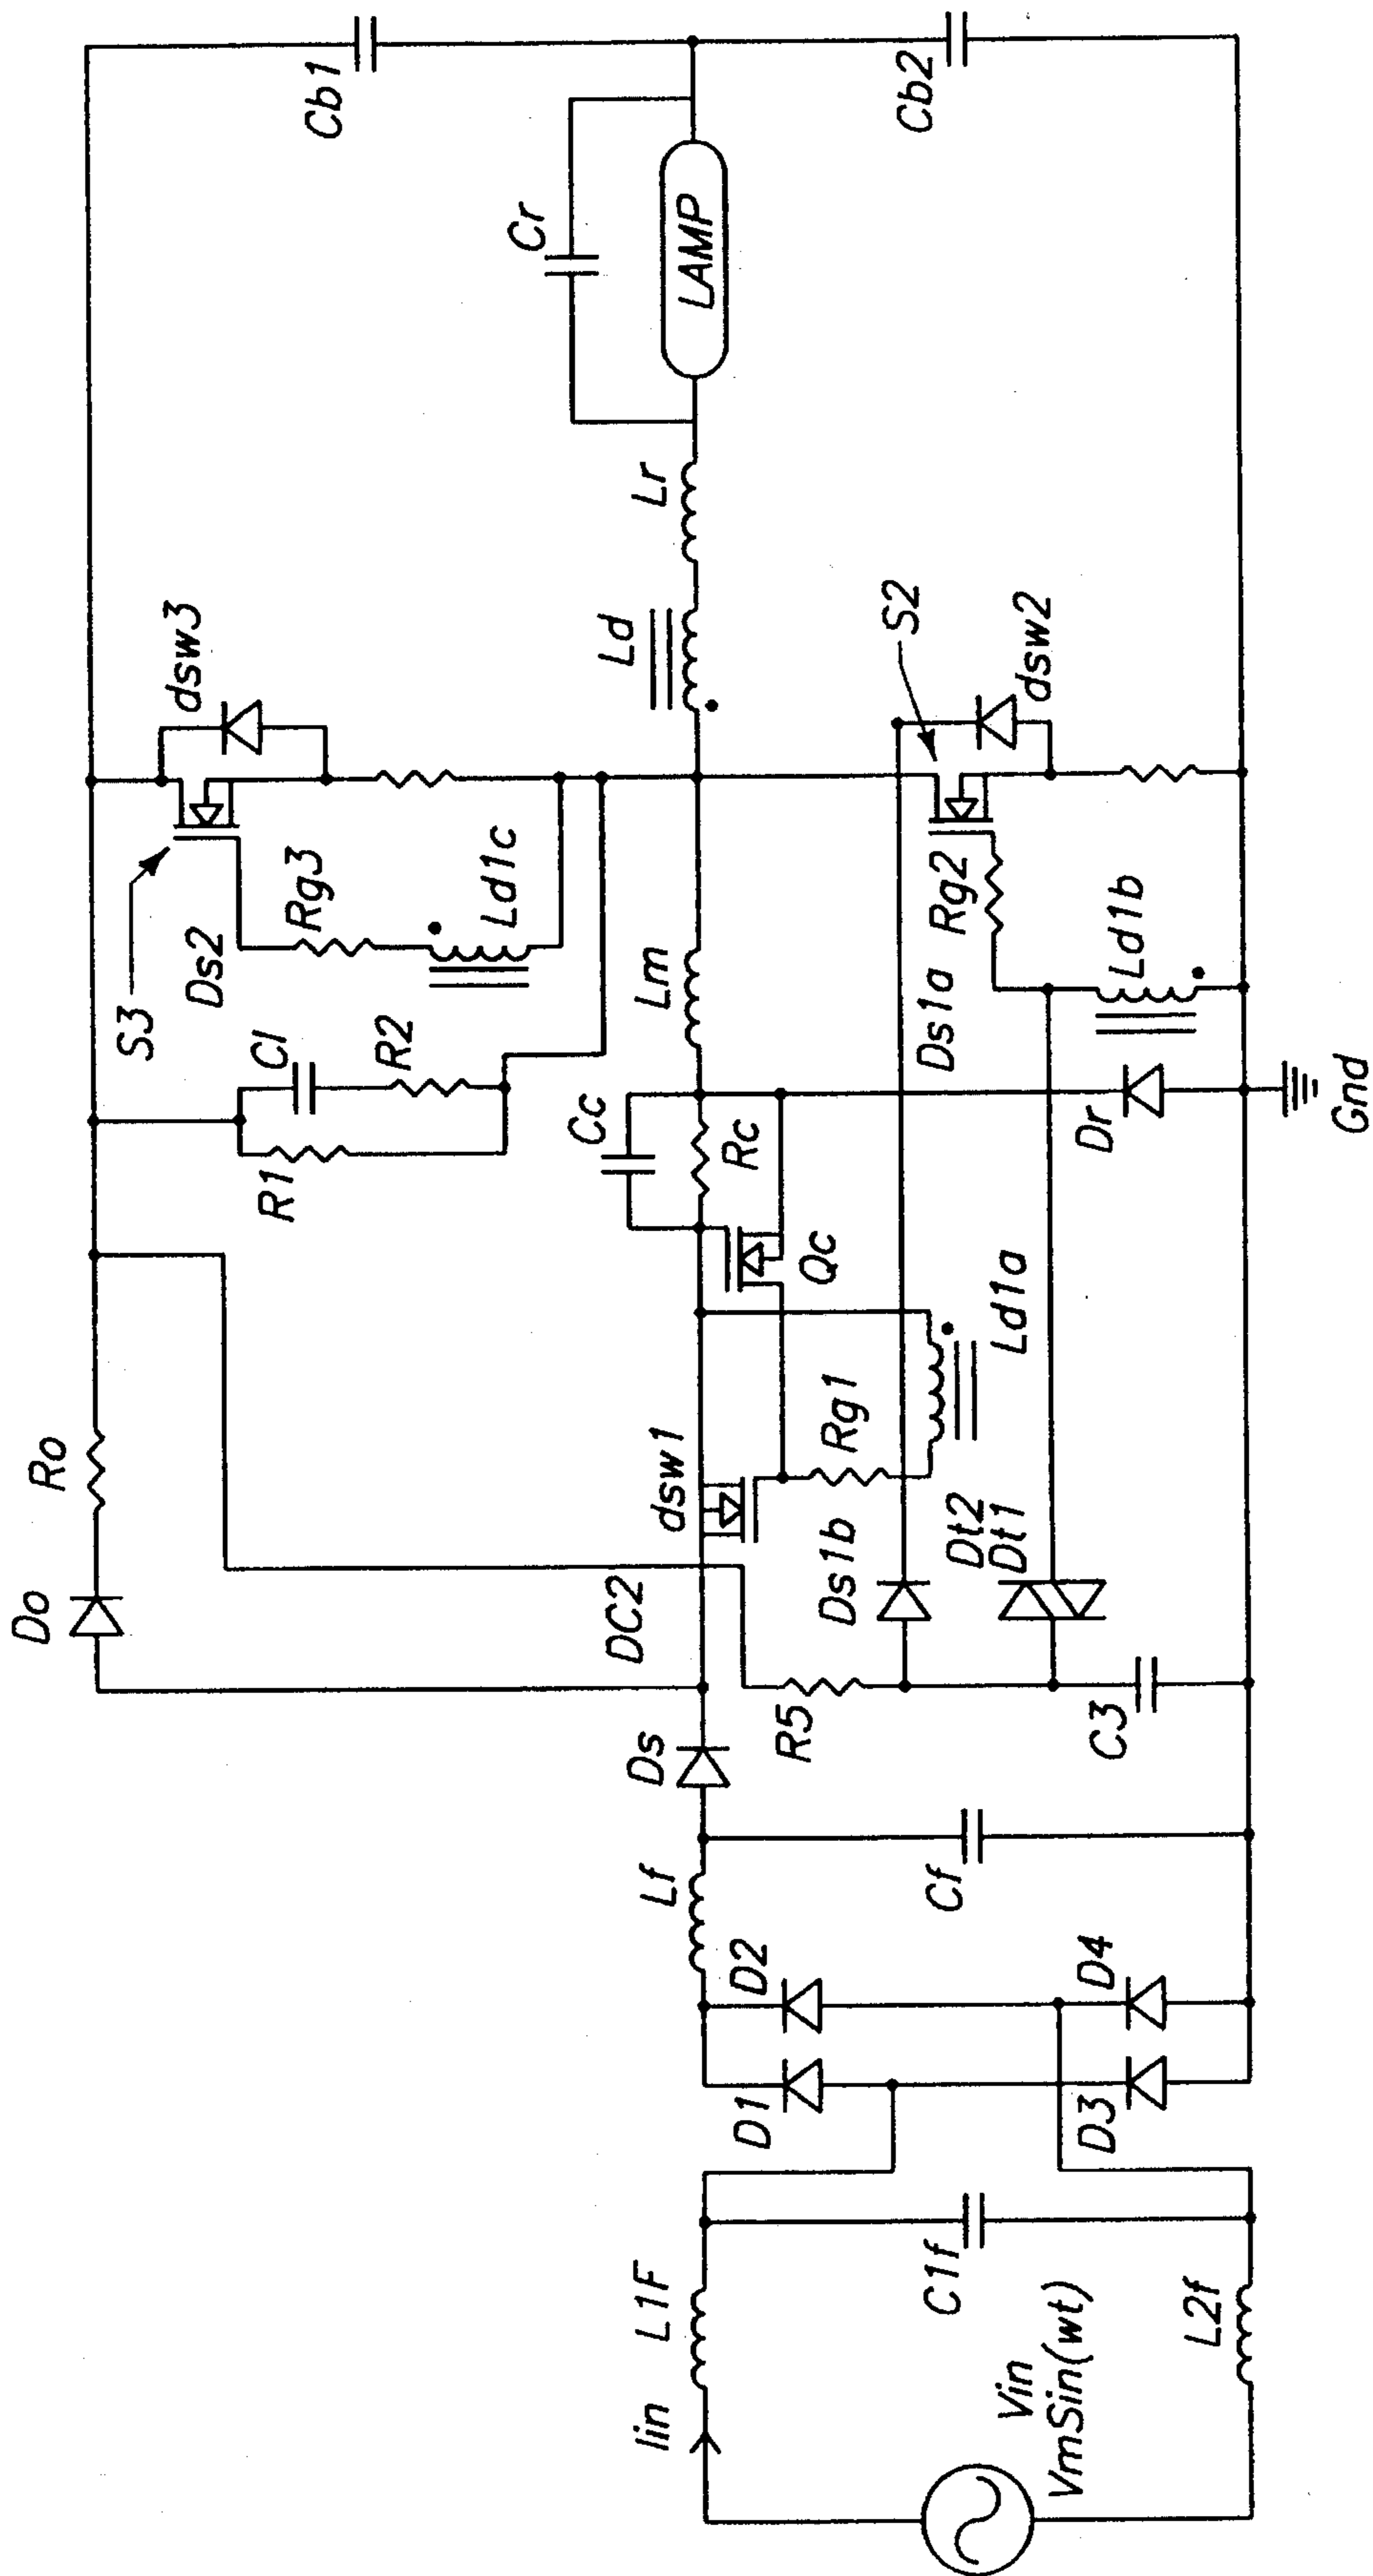 Iin
L1F
Vin
VmSin(wt)
C1f
L2f
D1
D2
D3
D4
Lf
Cf
Ds
Do
Ro
DC2
R5
C3
dsw1
Ds1b
Dt2
Dt1
Rg1
Ld1a
Qc
Rc
Cc
R1
Cl
R2
Dr
Gnd
Lm
S3
Ds2
Rg3
Ld1c
dsw3
Ds1a
Rg2
Ld1b
S2
dsw2
Ld
Lr
Cr
LAMP
Cb1
Cb2